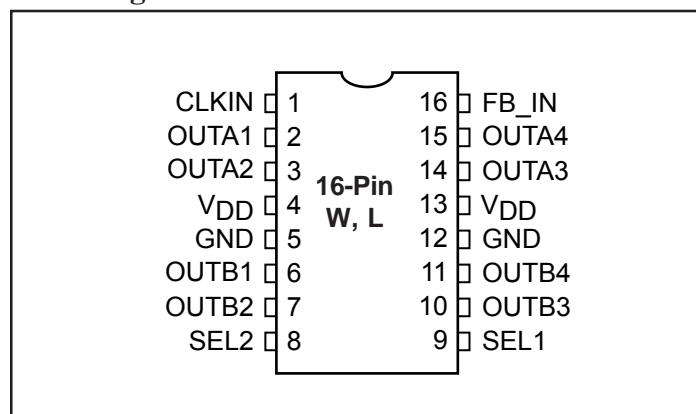 CLKIN 1 16 FB_IN
OUTA1 2 15 OUTA4
OUTA2 3 14 OUTA3
VDD 4 13 VDD
GND 5 12 GND
OUTB1 6 11 OUTB4
OUTB2 7 10 OUTB3
SEL2 8 9 SEL1
16-Pin
W, L